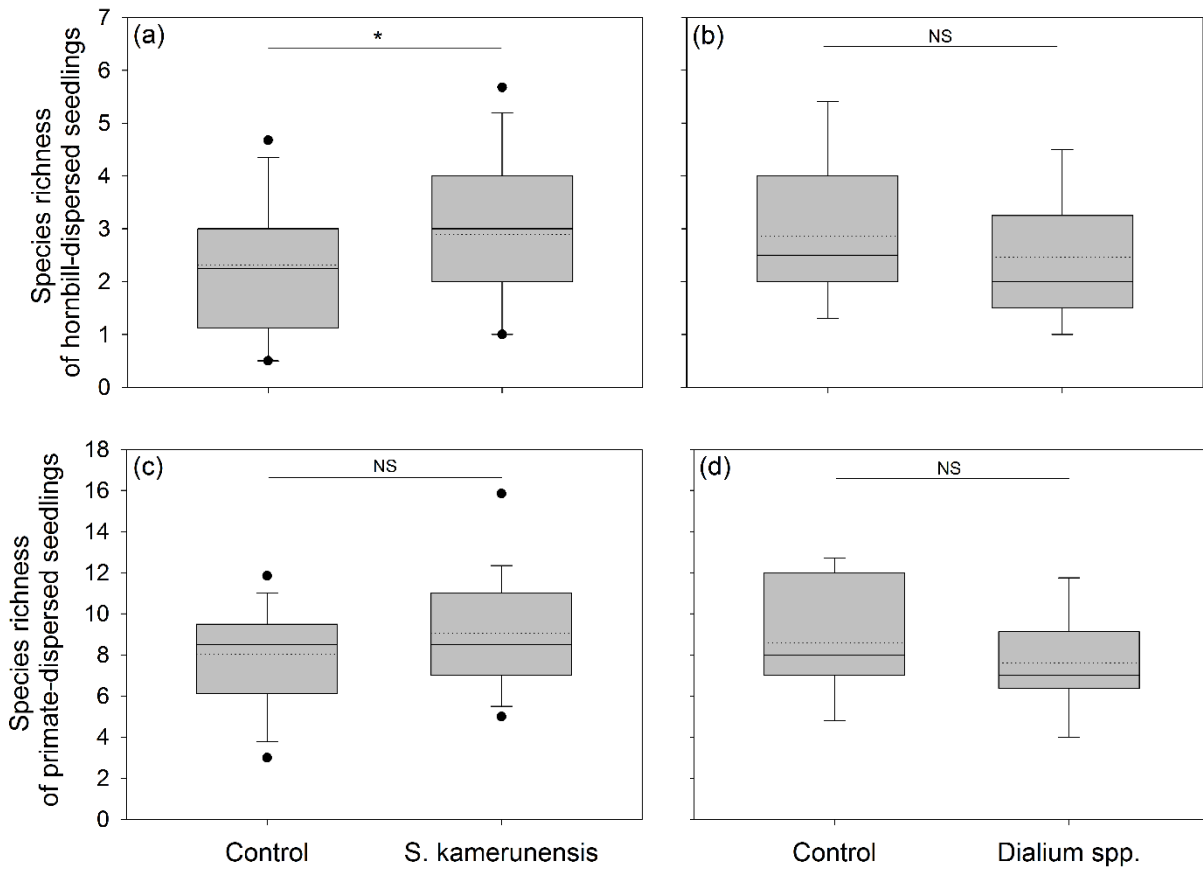 Species richness
of hornbill-dispersed seedlings
7
6
5
4
3
2
1
0
(a)
*
(b)
NS
Species richness
of primate-dispersed seedlings
18
16
14
12
10
8
6
4
2
0
(c)
NS
Control
S. kamerunensis
(d)
NS
Control
Dialium spp.